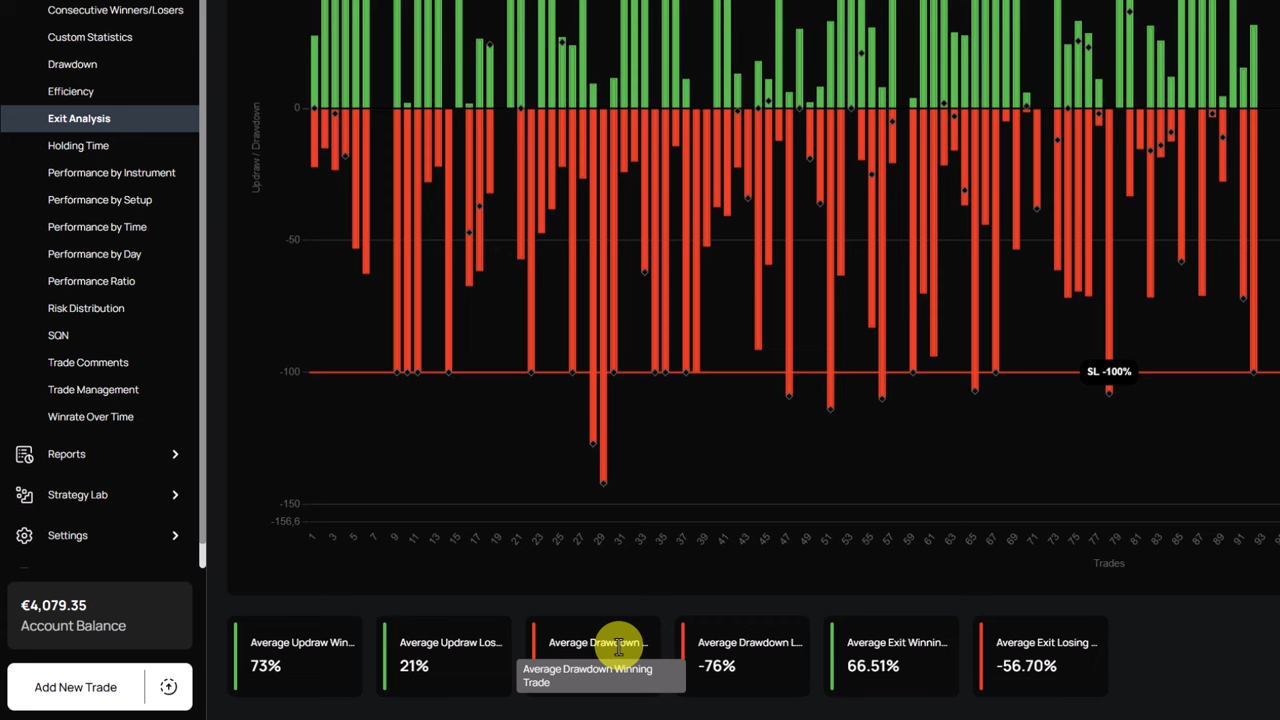 Consecutive Winners/Losers
Custom Statistics
Drawdown
Efficiency
Exit Analysis
Holding Time
Performance by Instrument
Performance by Setup
Performance by Time
Performance by Day
Performance Ratio
Risk Distribution
SQN
Trade Comments
Trade Management
Winrate Over Time
Reports
Strategy Lab
Settings
€4,079.35
Account Balance
Add New Trade
Updraw / Drawdown
0
-50
-100
-150
-156,6
SL -100%
1 3 5 7 9 11 13 15 17 19 21 23 25 27 29 31 33 35 37 39 41 43 45 47 49 51 53 55 57 59 61 63 65 67 69 71 73 75 77 79 81 83 85 87 89 91 93
Trades
Average Updraw Win...
73%
Average Updraw Los...
21%
Average Drawdown ...
Average Drawdown Winning
Trade
Average Drawdown L...
-76%
Average Exit Winnin...
66.51%
Average Exit Losing ...
-56.70%